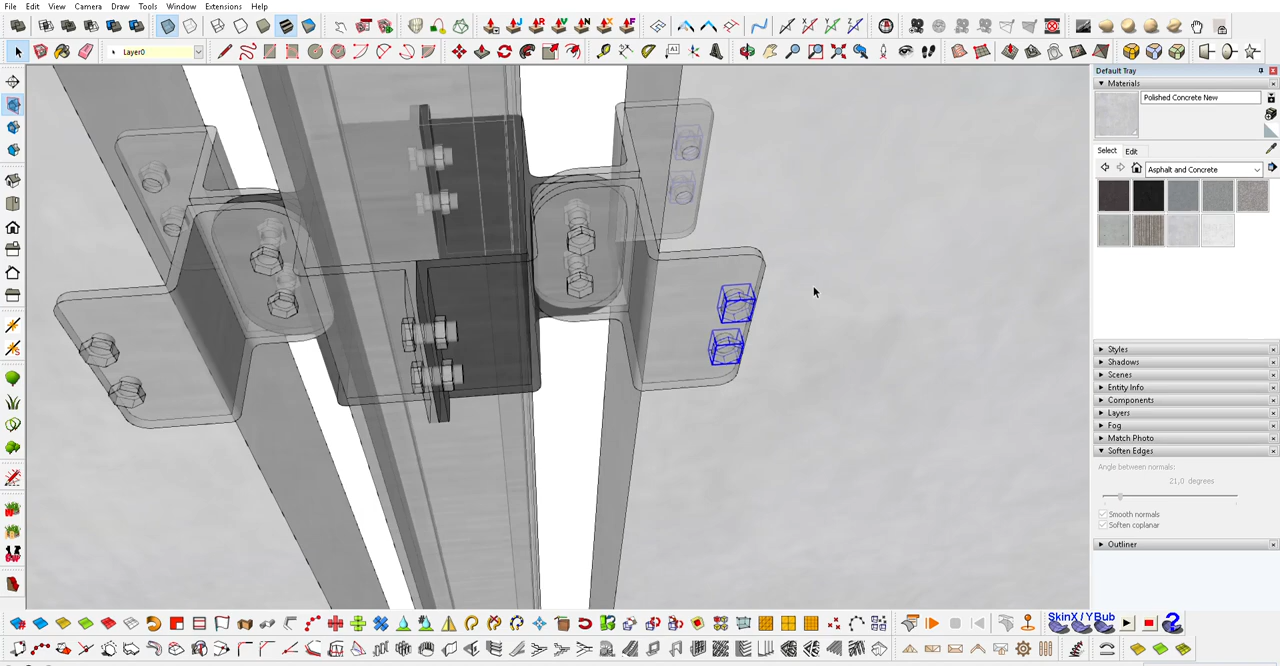 File Edit View Camera Draw Tools Window Extensions Help
Layer0
Default Tray
Materials
Polished Concrete New
Select Edit
Asphalt and Concrete
Styles
Shadows
Scenes
Entity Info
Components
Layers
Fog
Match Photo
Soften Edges
Angle between normals:
21,0 degrees
Smooth normals
Soften coplanar
Outliner
SkinX / YBub